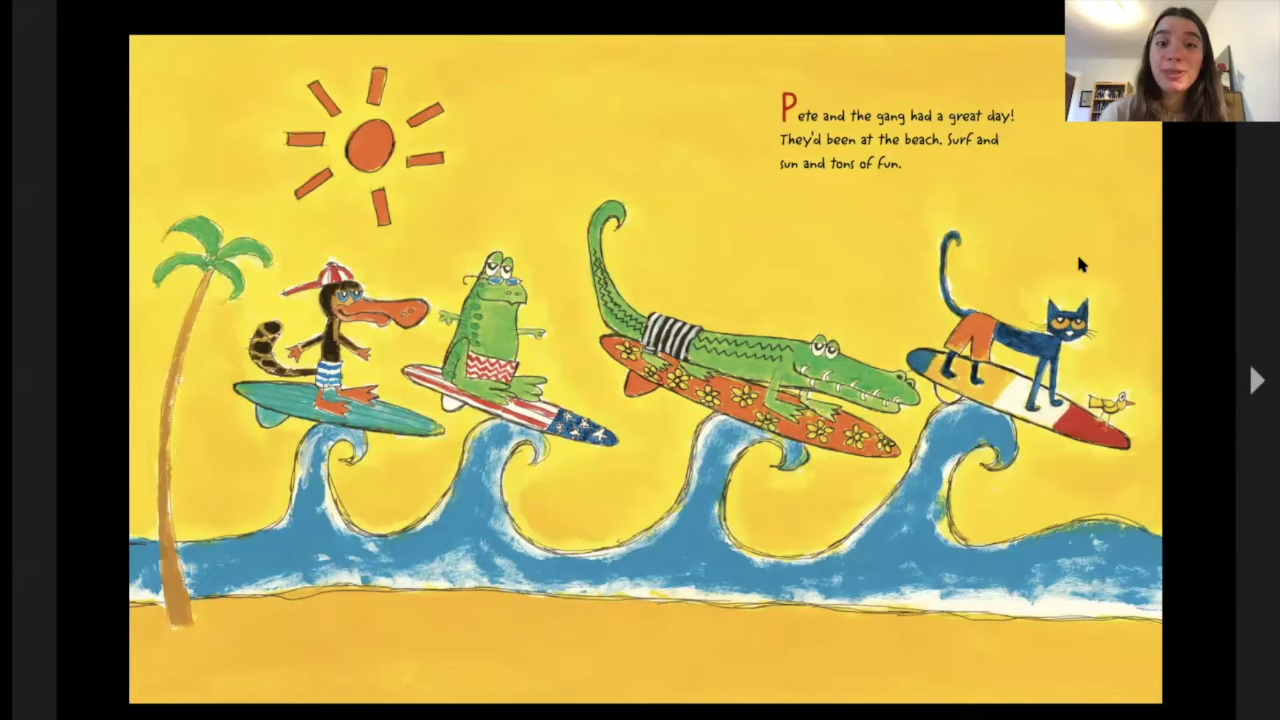 Pete and the gang had a great day!
They'd been at the beach. Surf and
sun and tons of fun.